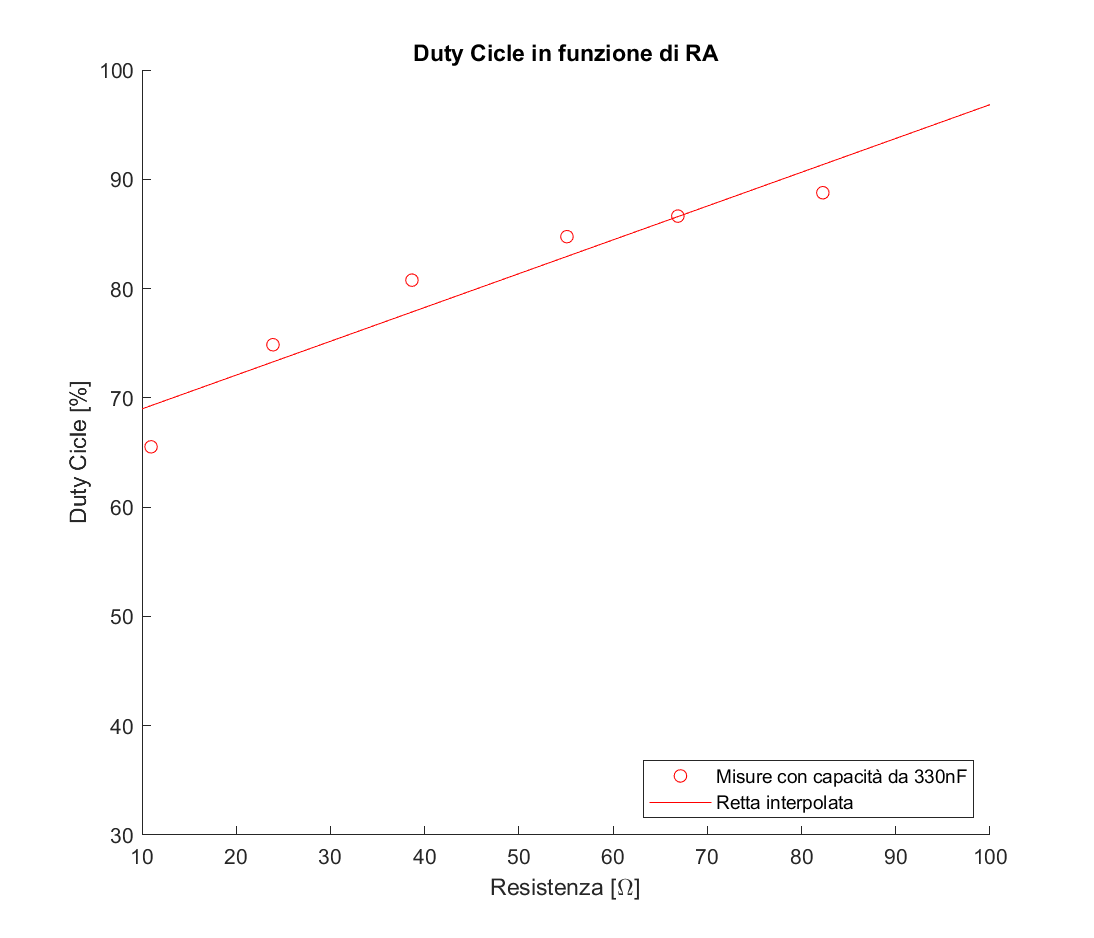 Duty Cicle in funzione di RA
100
90
80
70
60
50
40
30
Duty Cicle [%]
10 20 30 40 50 60 70 80 90 100
Resistenza [Ω]
Misure con capacità da 330nF
Retta interpolata